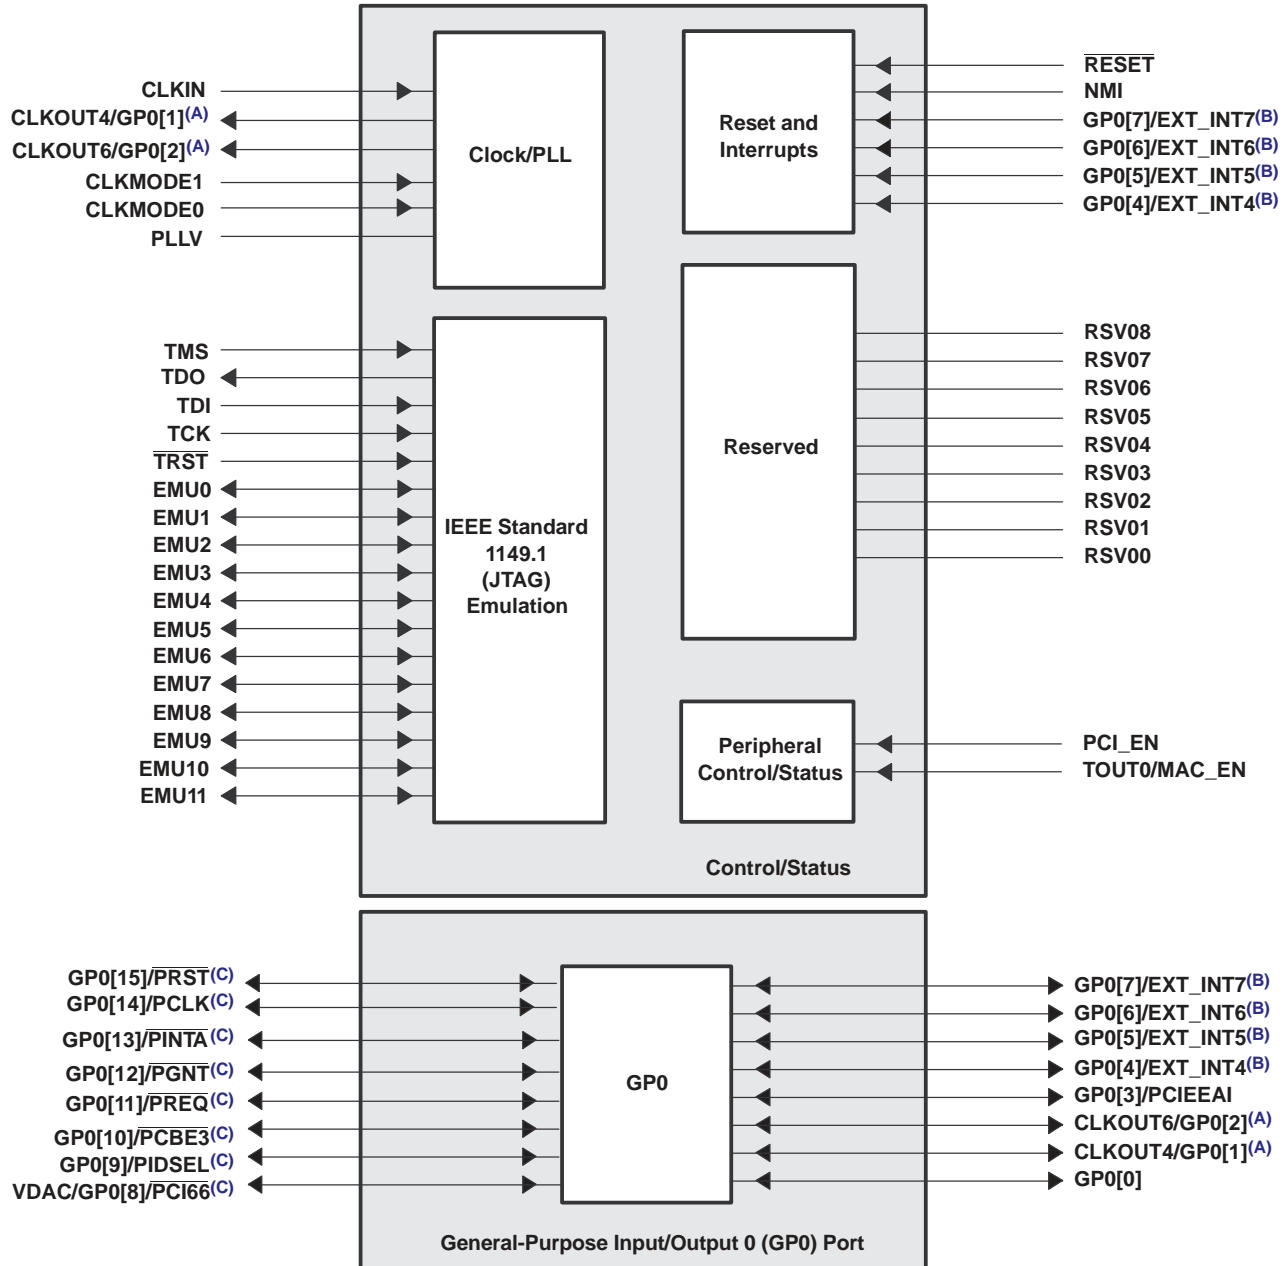 CLKIN
CLKOUT4/GP0[1](A)
CLKOUT6/GP0[2](A)
CLKMODE1
CLKMODE0
PLLV
Clock/PLL
Reset and
Interrupts
RESET
NMI
GP0[7]/EXT_INT7(B)
GP0[6]/EXT_INT6(B)
GP0[5]/EXT_INT5(B)
GP0[4]/EXT_INT4(B)
TMS
TDO
TDI
TCK
TRST
EMU0
EMU1
EMU2
EMU3
EMU4
EMU5
EMU6
EMU7
EMU8
EMU9
EMU10
EMU11
IEEE Standard
1149.1
(JTAG)
Emulation
Reserved
RSV08
RSV07
RSV06
RSV05
RSV04
RSV03
RSV02
RSV01
RSV00
Peripheral
Control/Status
PCI_EN
TOUT0/MAC_EN
Control/Status
GP0[15]/PRST(C)
GP0[14]/PCLK(C)
GP0[13]/PINTA(C)
GP0[12]/PGNT(C)
GP0[11]/PREQ(C)
GP0[10]/PCBE3(C)
GP0[9]/PIDSEL(C)
VDAC/GP0[8]/PCI66(C)
GP0
GP0[7]/EXT_INT7(B)
GP0[6]/EXT_INT6(B)
GP0[5]/EXT_INT5(B)
GP0[4]/EXT_INT4(B)
GP0[3]/PCIEEAI
CLKOUT6/GP0[2](A)
CLKOUT4/GP0[1](A)
GP0[0]
General-Purpose Input/Output 0 (GP0) Port